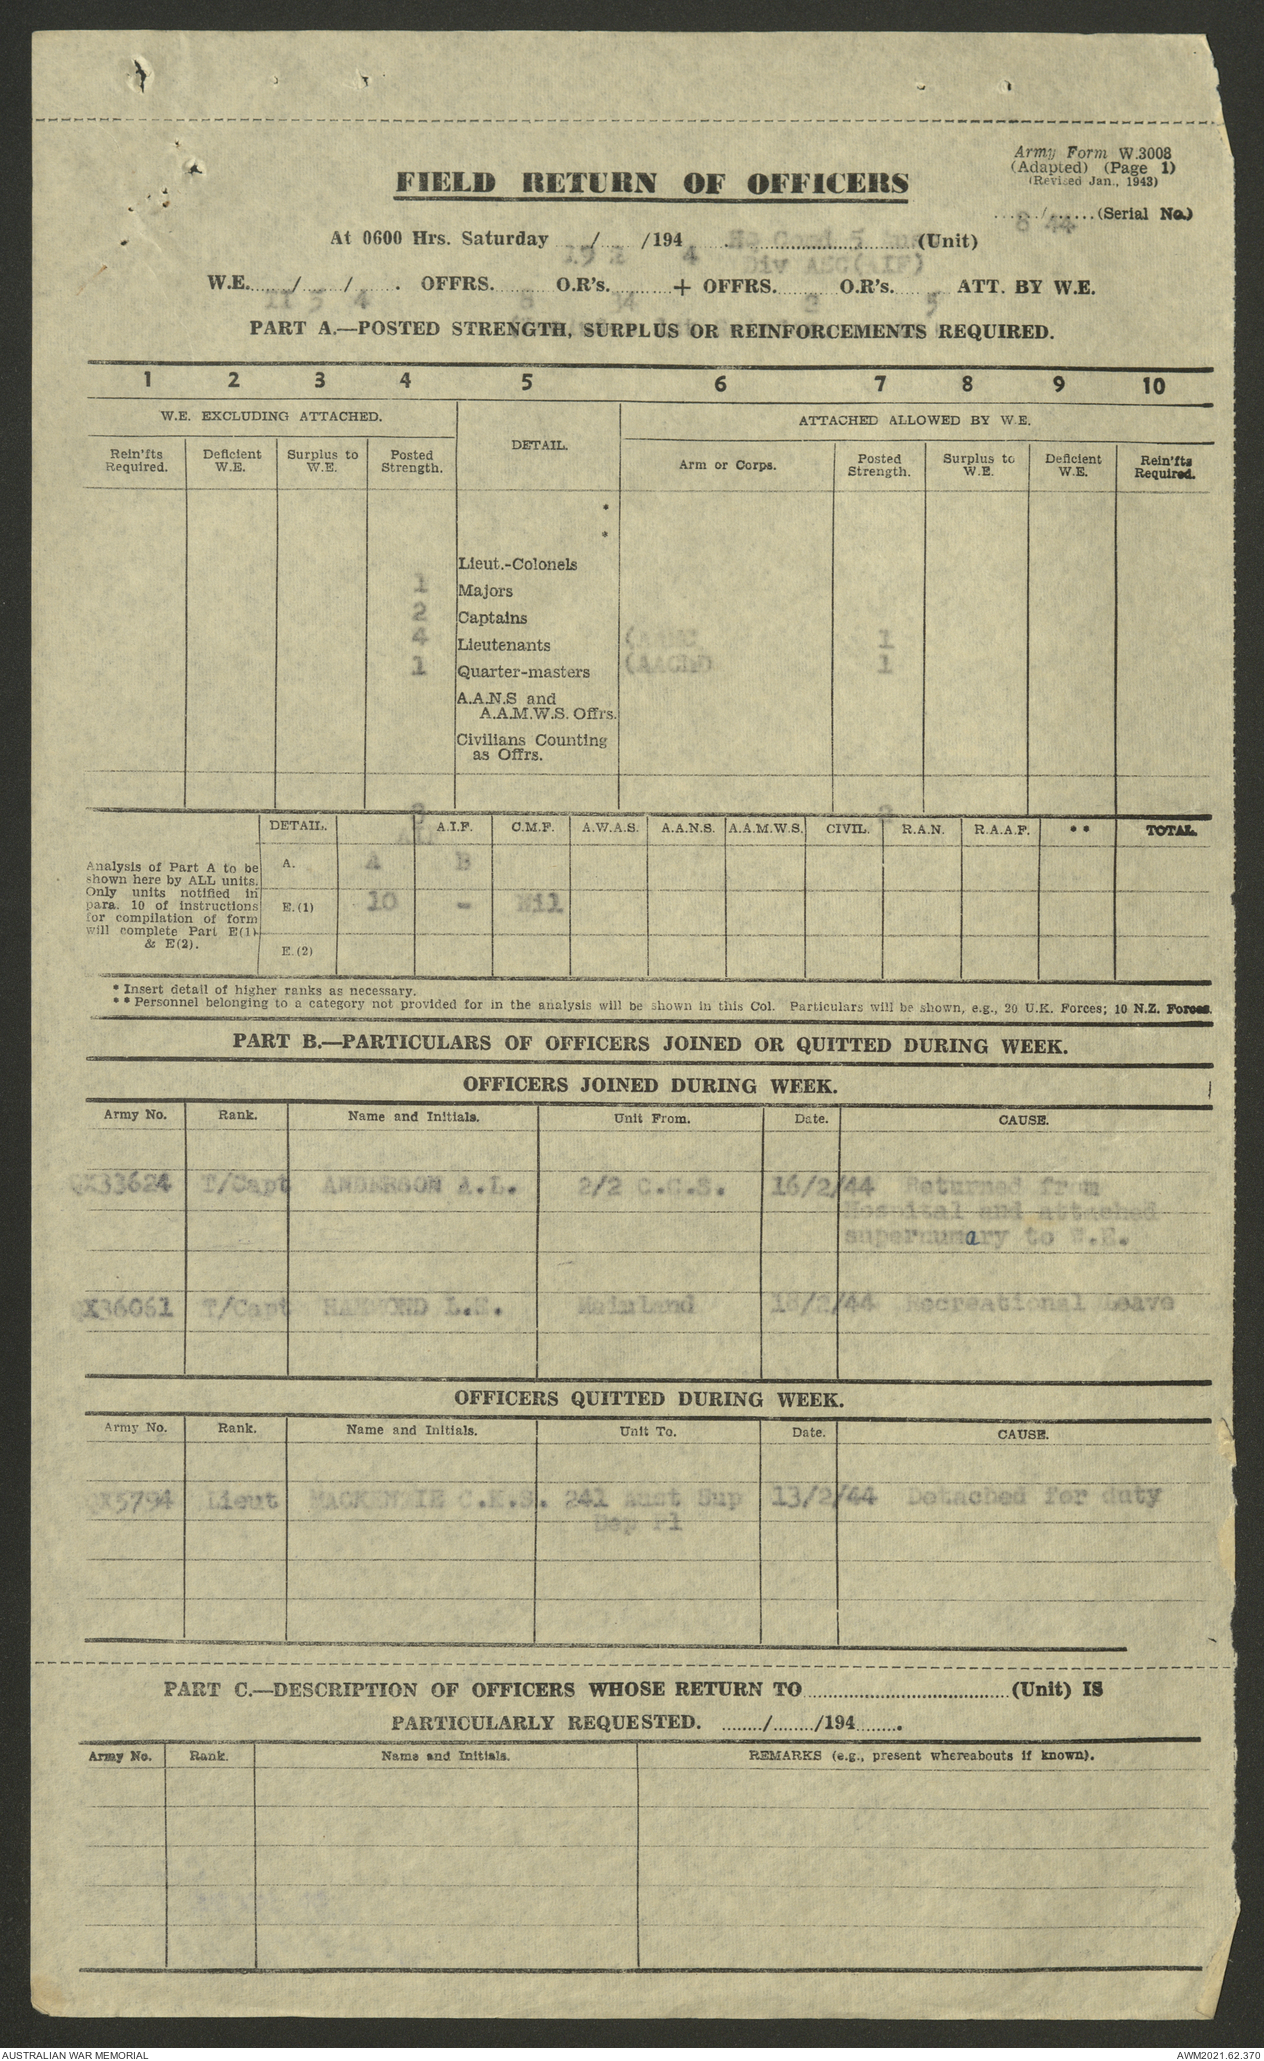 Army Form W.3008
(Adapted) (Page 1)
(Revised Jan., 1943)
FIELD RETURN OF OFFICERS
8/44 (Serial No.)
At 0600 Hrs. Saturday 19/2/1944 Hq Comd 5 Aus (Unit)
Div ASC(AIF)
W.E. 11/5/4. OFFRS. 8 O.R's. 34 + OFFRS. 2 O.R's. 5 ATT. BY W.E.
PART A.—POSTED STRENGTH, SURPLUS OR REINFORCEMENTS REQUIRED.
1 2 3 4 5 6 7 8 9 10
W.E. EXCLUDING ATTACHED. DETAIL. ATTACHED ALLOWED BY W.E.
Rein'fts Required. Deficient W.E. Surplus to W.E. Posted Strength. Arm or Corps. Posted Strength. Surplus to W.E. Deficient W.E. Rein'fts Required.
*
*
Lieut.-Colonels
1 Majors
2 Captains
4 Lieutenants 1
1 Quarter-masters (AAChD 1
A.A.N.S and
A.A.M.W.S. Offrs.
Civilians Counting
as Offrs.
8 2
DETAIL. A.I.F. C.M.F. A.W.A.S. A.A.N.S. A.A.M.W.S. CIVIL. R.A.N. R.A.A.F. ** TOTAL.
AIF
Analysis of Part A to be
shown here by ALL units.
Only units notified in
para. 10 of instructions
for compilation of form
will complete Part E(1)
& E(2).
A. A B
E.(1) 10 - Nil
E.(2)
* Insert detail of higher ranks as necessary.
** Personnel belonging to a category not provided for in the analysis will be shown in this Col. Particulars will be shown, e.g., 20 U.K. Forces; 10 N.Z. Forces.
PART B.—PARTICULARS OF OFFICERS JOINED OR QUITTED DURING WEEK.
OFFICERS JOINED DURING WEEK.
Army No. Rank. Name and Initials. Unit From. Date. CAUSE.
QX33624 T/Capt ANDERSON A.L. 2/2 C.C.S. 16/2/44 Returned from
Hospital and attached
supernumary to W.E.
QX36061 T/Capt HAMMOND L.E. Mainland 18/2/44 Recreational Leave
OFFICERS QUITTED DURING WEEK.
Army No. Rank. Name and Initials. Unit To. Date. CAUSE.
QX5794 Lieut MACKENZIE C.K.S. 241 Aust Sup 13/2/44 Detached for duty
Dep Pl
PART C.—DESCRIPTION OF OFFICERS WHOSE RETURN TO ........ (Unit) IS
PARTICULARLY REQUESTED. ......../......../194........
Army No. Rank. Name and Initials. REMARKS (e.g., present whereabouts if known).
AUSTRALIAN WAR MEMORIAL AWM2021.62.370